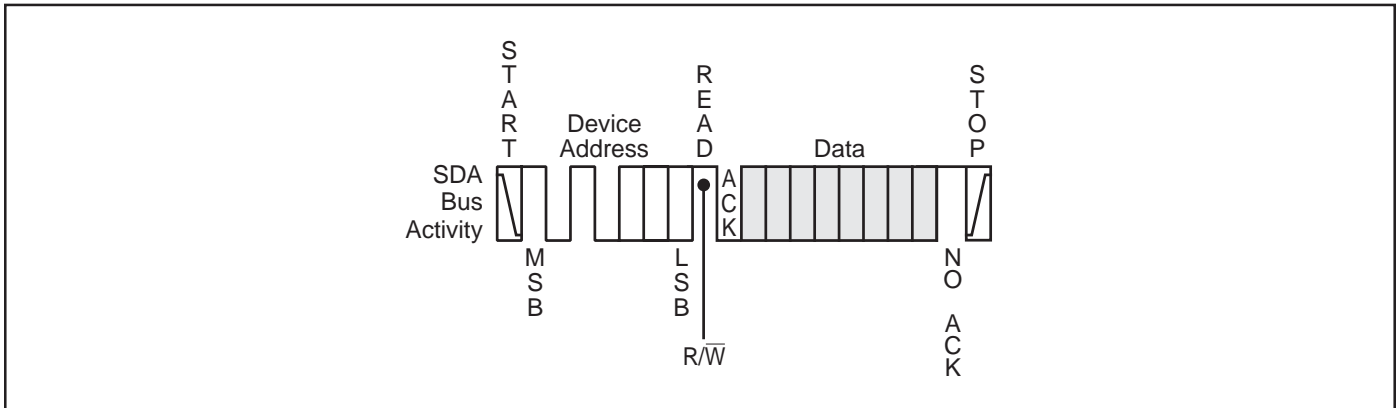 START
READ
STOP
Device
Address
Data
SDA
Bus
Activity
ACK
MSB
LSB
NO ACK
R/W̅